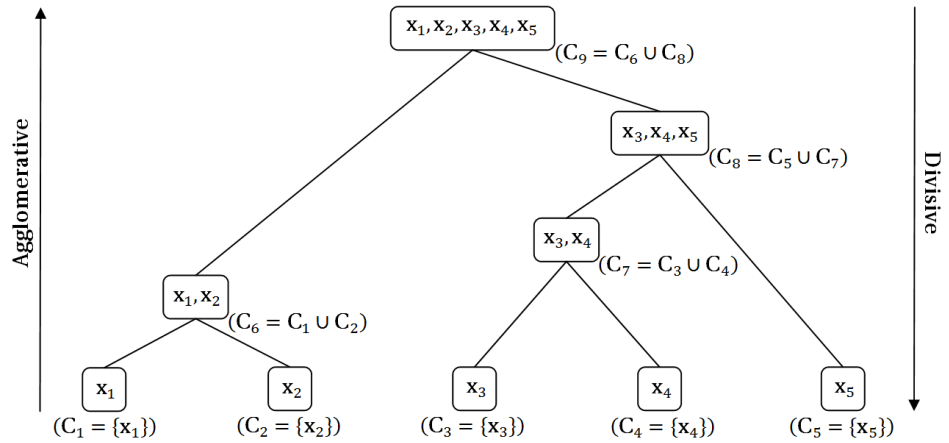 x₁, x₂, x₃, x₄, x₅
(C₉ = C₆ ∪ C₈)
Agglomerative
Divisive
x₃, x₄, x₅
(C₈ = C₅ ∪ C₇)
x₃, x₄
(C₇ = C₃ ∪ C₄)
x₁, x₂
(C₆ = C₁ ∪ C₂)
x₁
x₂
x₃
x₄
x₅
(C₁ = {x₁})
(C₂ = {x₂})
(C₃ = {x₃})
(C₄ = {x₄})
(C₅ = {x₅})